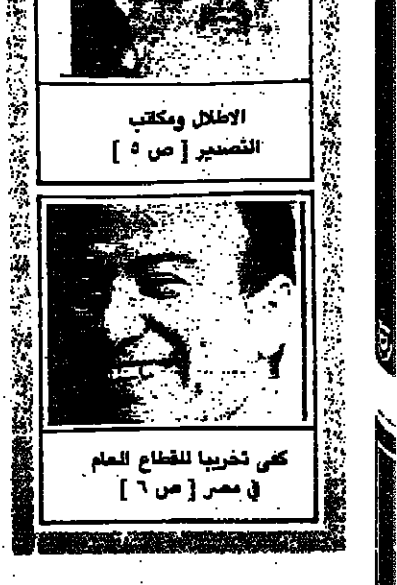 الاطلال ومكاتب
التصدير [ ص ٥ ]
كفى تخريبا للقطاع العام
في مصر [ ص ٦ ]